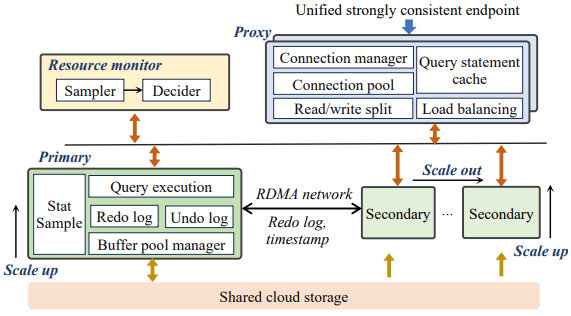 Unified strongly consistent endpoint
Proxy
Connection manager
Connection pool
Read/write split
Query statement
cache
Load balancing
Resource monitor
Sampler
Decider
Primary
Stat
Sample
Query execution
Redo log
Undo log
Buffer pool manager
Scale up
RDMA network
Redo log,
timestamp
Scale out
Secondary
...
Secondary
Scale up
Shared cloud storage